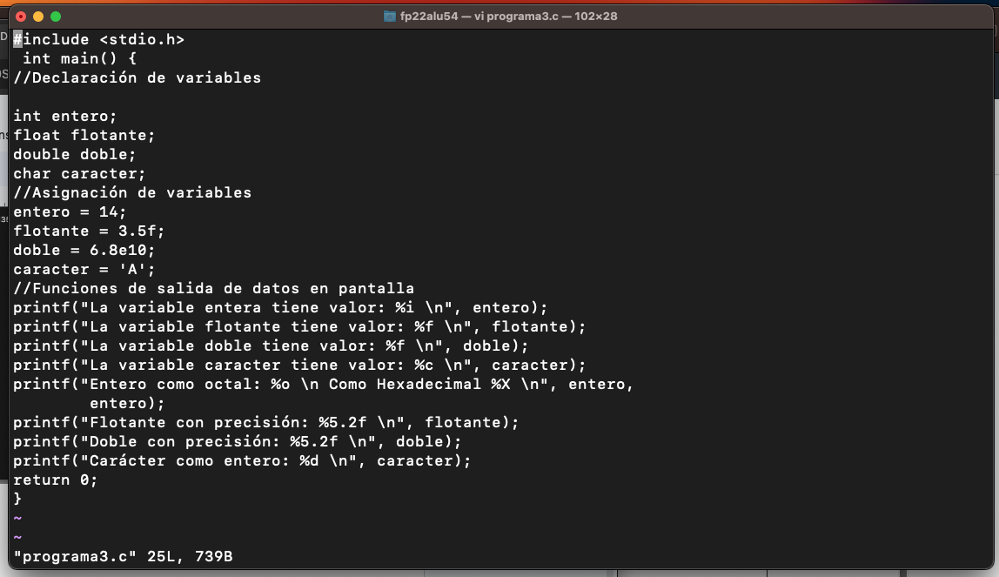 fp22alu54 — vi programa3.c — 102×28
#include <stdio.h>
 int main() {
//Declaración de variables

int entero;
float flotante;
double doble;
char caracter;
//Asignación de variables
entero = 14;
flotante = 3.5f;
doble = 6.8e10;
caracter = 'A';
//Funciones de salida de datos en pantalla
printf("La variable entera tiene valor: %i \n", entero);
printf("La variable flotante tiene valor: %f \n", flotante);
printf("La variable doble tiene valor: %f \n", doble);
printf("La variable caracter tiene valor: %c \n", caracter);
printf("Entero como octal: %o \n Como Hexadecimal %X \n", entero,
        entero);
printf("Flotante con precisión: %5.2f \n", flotante);
printf("Doble con precisión: %5.2f \n", doble);
printf("Carácter como entero: %d \n", caracter);
return 0;
}
~
~
"programa3.c" 25L, 739B